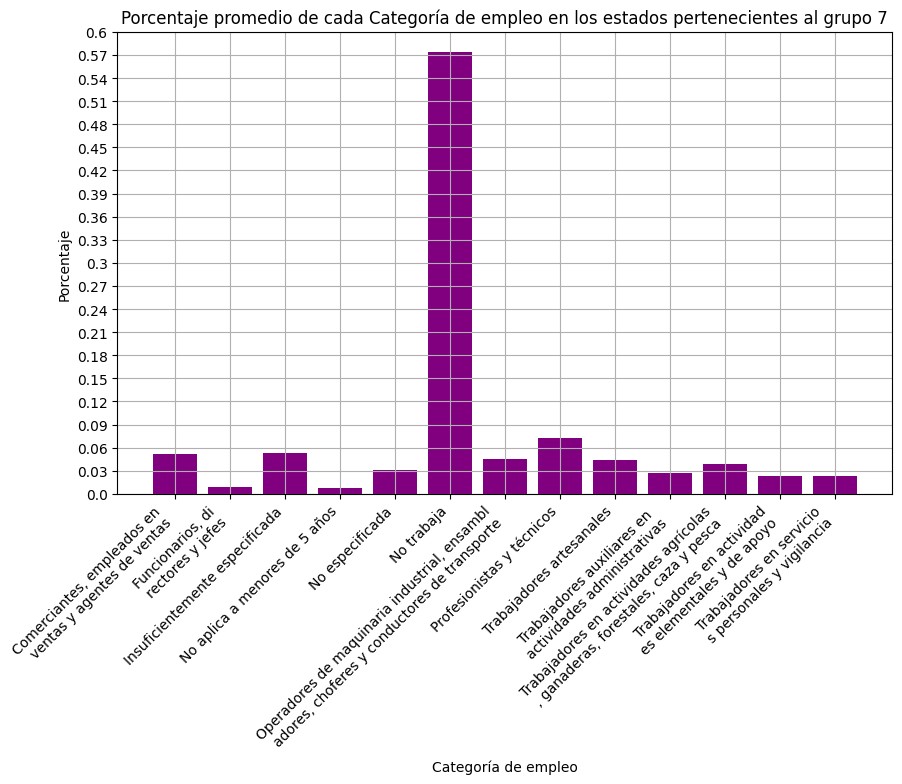 Porcentaje promedio de cada Categoría de empleo en los estados pertenecientes al grupo 7
Porcentaje
0.6
0.57
0.54
0.51
0.48
0.45
0.42
0.39
0.36
0.33
0.3
0.27
0.24
0.21
0.18
0.15
0.12
0.09
0.06
0.03
0.0
Comerciantes, empleados en
ventas y agentes de ventas
Funcionarios, di
rectores y jefes
Insuficientemente especificada
No aplica a menores de 5 años
No especificada
No trabaja
Operadores de maquinaria industrial, ensambl
adores, choferes y conductores de transporte
Profesionistas y técnicos
Trabajadores artesanales
Trabajadores auxiliares en
actividades administrativas
Trabajadores en actividades agrícolas
, ganaderas, forestales, caza y pesca
Trabajadores en actividad
es elementales y de apoyo
Trabajadores en servicio
s personales y vigilancia
Categoría de empleo